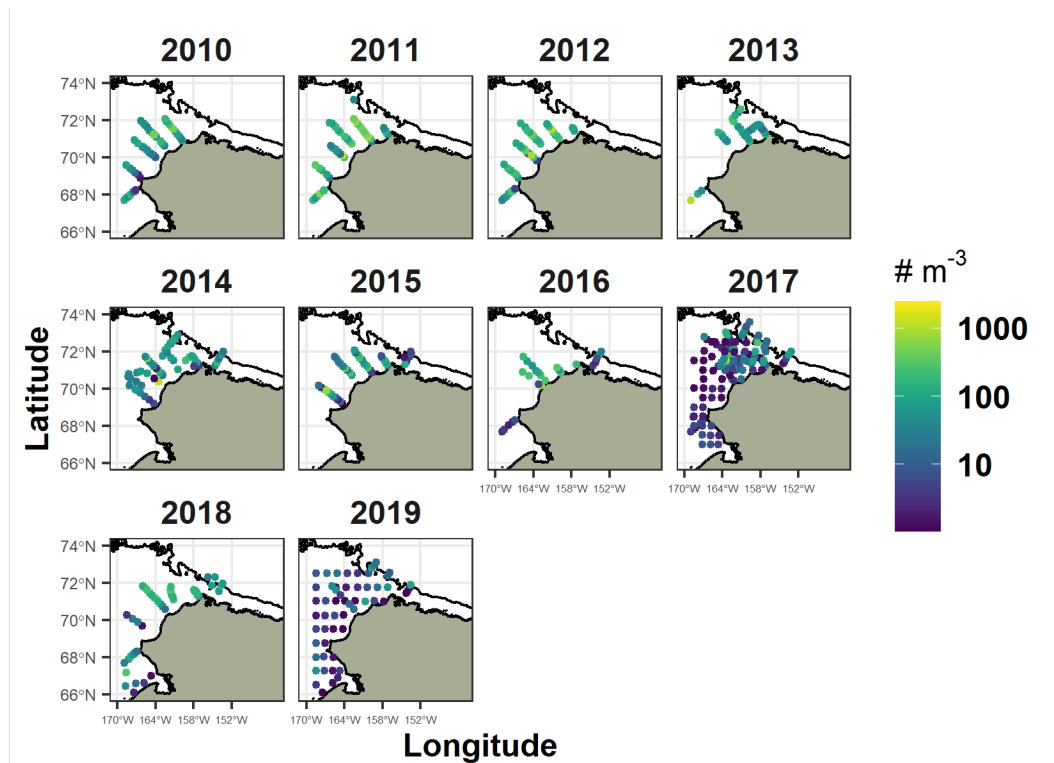 2010 2011 2012 2013
74°N
72°N
70°N
68°N
66°N
# m-3
1000
100
10
2014 2015 2016 2017
74°N
72°N
70°N
68°N
66°N
170°W 164°W 158°W 152°W 170°W 164°W 158°W 152°W
2018 2019
74°N
72°N
70°N
68°N
66°N
170°W 164°W 158°W 152°W 170°W 164°W 158°W 152°W
Latitude
Longitude